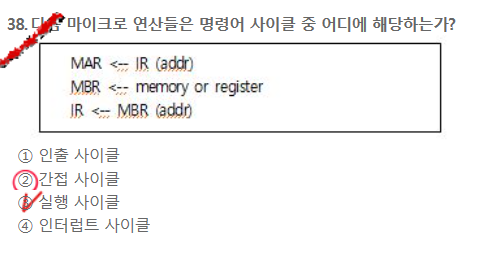 38. 다음 마이크로 연산들은 명령어 사이클 중 어디에 해당하는가?
MAR <-- IR (addr)
MBR <-- memory or register
IR <-- MBR (addr)
① 인출 사이클
② 간접 사이클
③ 실행 사이클
④ 인터럽트 사이클